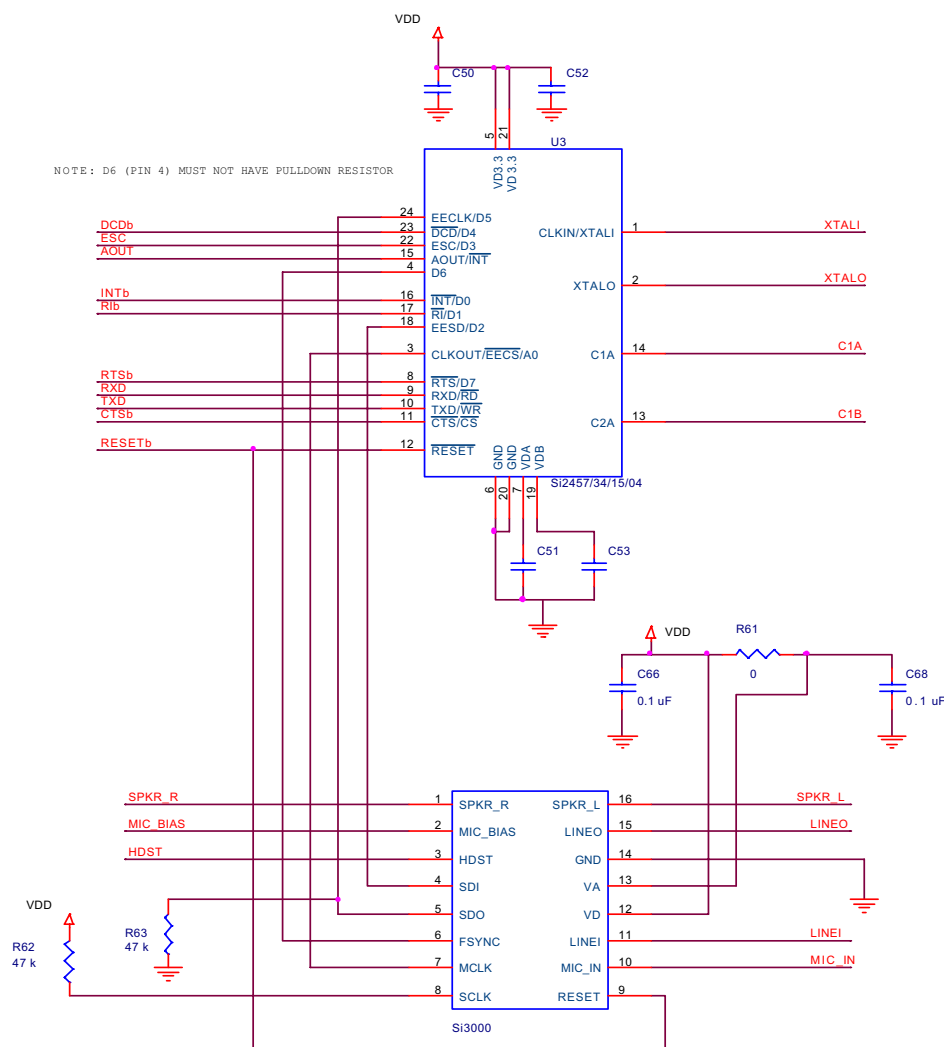 VDD
C50
C52
5
21
U3
VD3.3
VD3.3
NOTE: D6 (PIN 4) MUST NOT HAVE PULLDOWN RESISTOR
24 EECLK/D5
DCDb 23 DCD/D4 CLKIN/XTALI 1 XTALI
ESC 22 ESC/D3
AOUT 15 AOUT/INT
4 D6
XTALO 2 XTALO
INTb 16 INT/D0
RIb 17 RI/D1
18 EESD/D2
3 CLKOUT/EECS/A0 C1A 14 C1A
RTSb 8 RTS/D7
RXD 9 RXD/RD
TXD 10 TXD/WR
CTSb 11 CTS/CS C2A 13 C1B
RESETb 12 RESET
GND
GND
VDA
VDB
6
20
7
19
Si2457/34/15/04
C51
C53
VDD
R61
0
C66
0.1 uF
C68
0.1 uF
SPKR_R 1 SPKR_R SPKR_L 16 SPKR_L
MIC_BIAS 2 MIC_BIAS LINEO 15 LINEO
HDST 3 HDST GND 14
4 SDI VA 13
5 SDO VD 12
6 FSYNC LINEI 11 LINEI
7 MCLK MIC_IN 10 MIC_IN
8 SCLK RESET 9
VDD
R62
47 k
R63
47 k
Si3000